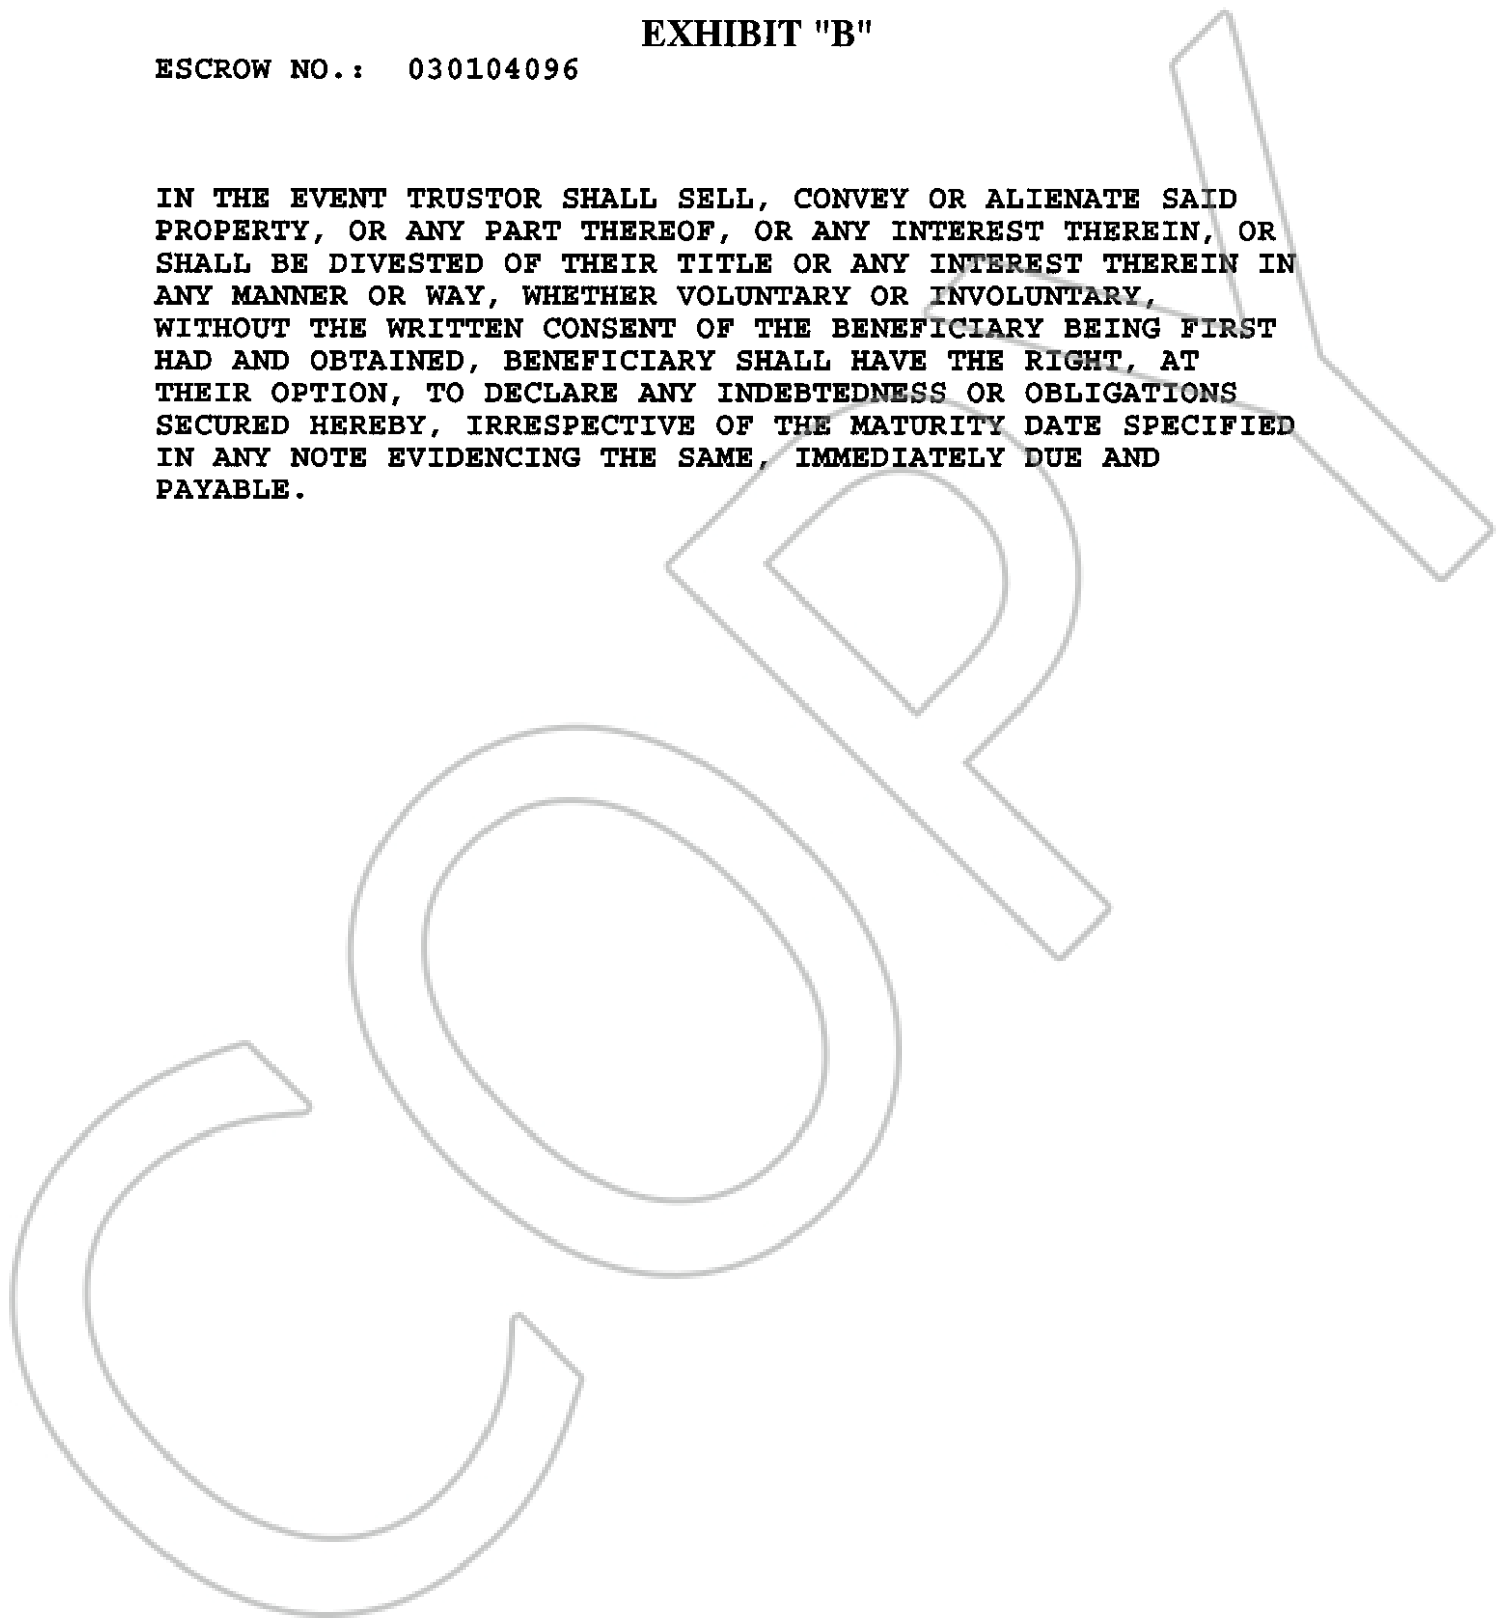 EXHIBIT "B"
ESCROW NO.: 030104096
IN THE EVENT TRUSTOR SHALL SELL, CONVEY OR ALIENATE SAID
PROPERTY, OR ANY PART THEREOF, OR ANY INTEREST THEREIN, OR
SHALL BE DIVESTED OF THEIR TITLE OR ANY INTEREST THEREIN IN
ANY MANNER OR WAY, WHETHER VOLUNTARY OR INVOLUNTARY,
WITHOUT THE WRITTEN CONSENT OF THE BENEFICIARY BEING FIRST
HAD AND OBTAINED, BENEFICIARY SHALL HAVE THE RIGHT, AT
THEIR OPTION, TO DECLARE ANY INDEBTEDNESS OR OBLIGATIONS
SECURED HEREBY, IRRESPECTIVE OF THE MATURITY DATE SPECIFIED
IN ANY NOTE EVIDENCING THE SAME, IMMEDIATELY DUE AND
PAYABLE.
COPY